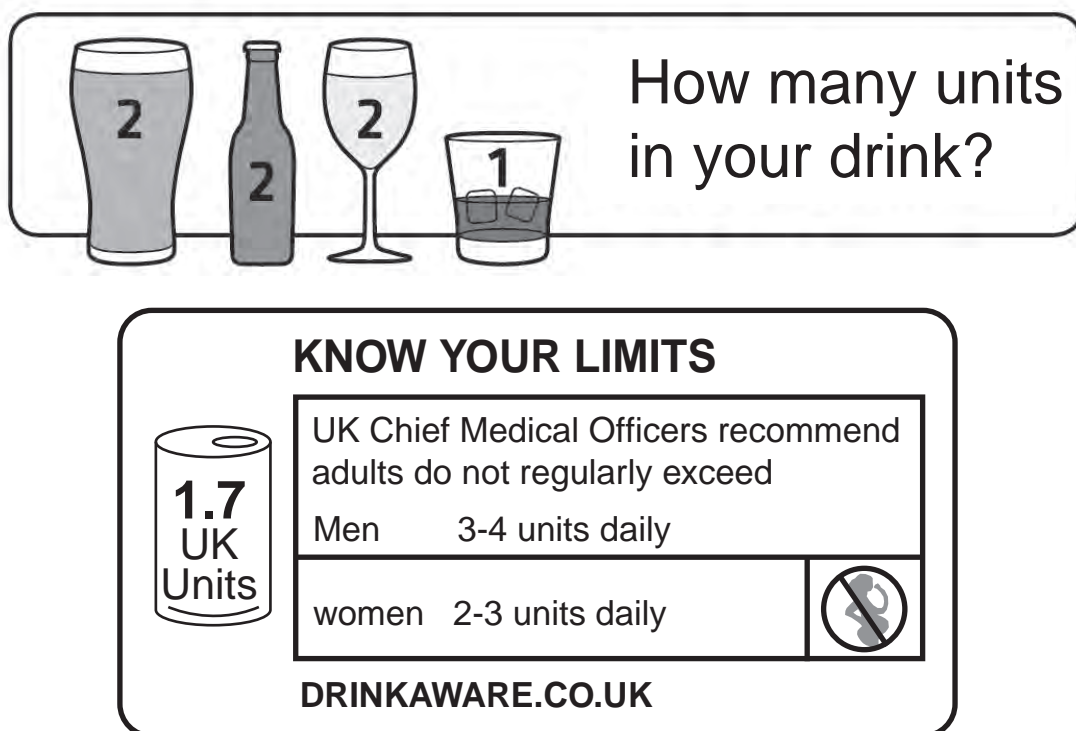 2
2
2
1
How many units
in your drink?
KNOW YOUR LIMITS
1.7
UK
Units
UK Chief Medical Officers recommend
adults do not regularly exceed
Men 3-4 units daily
women 2-3 units daily
DRINKAWARE.CO.UK